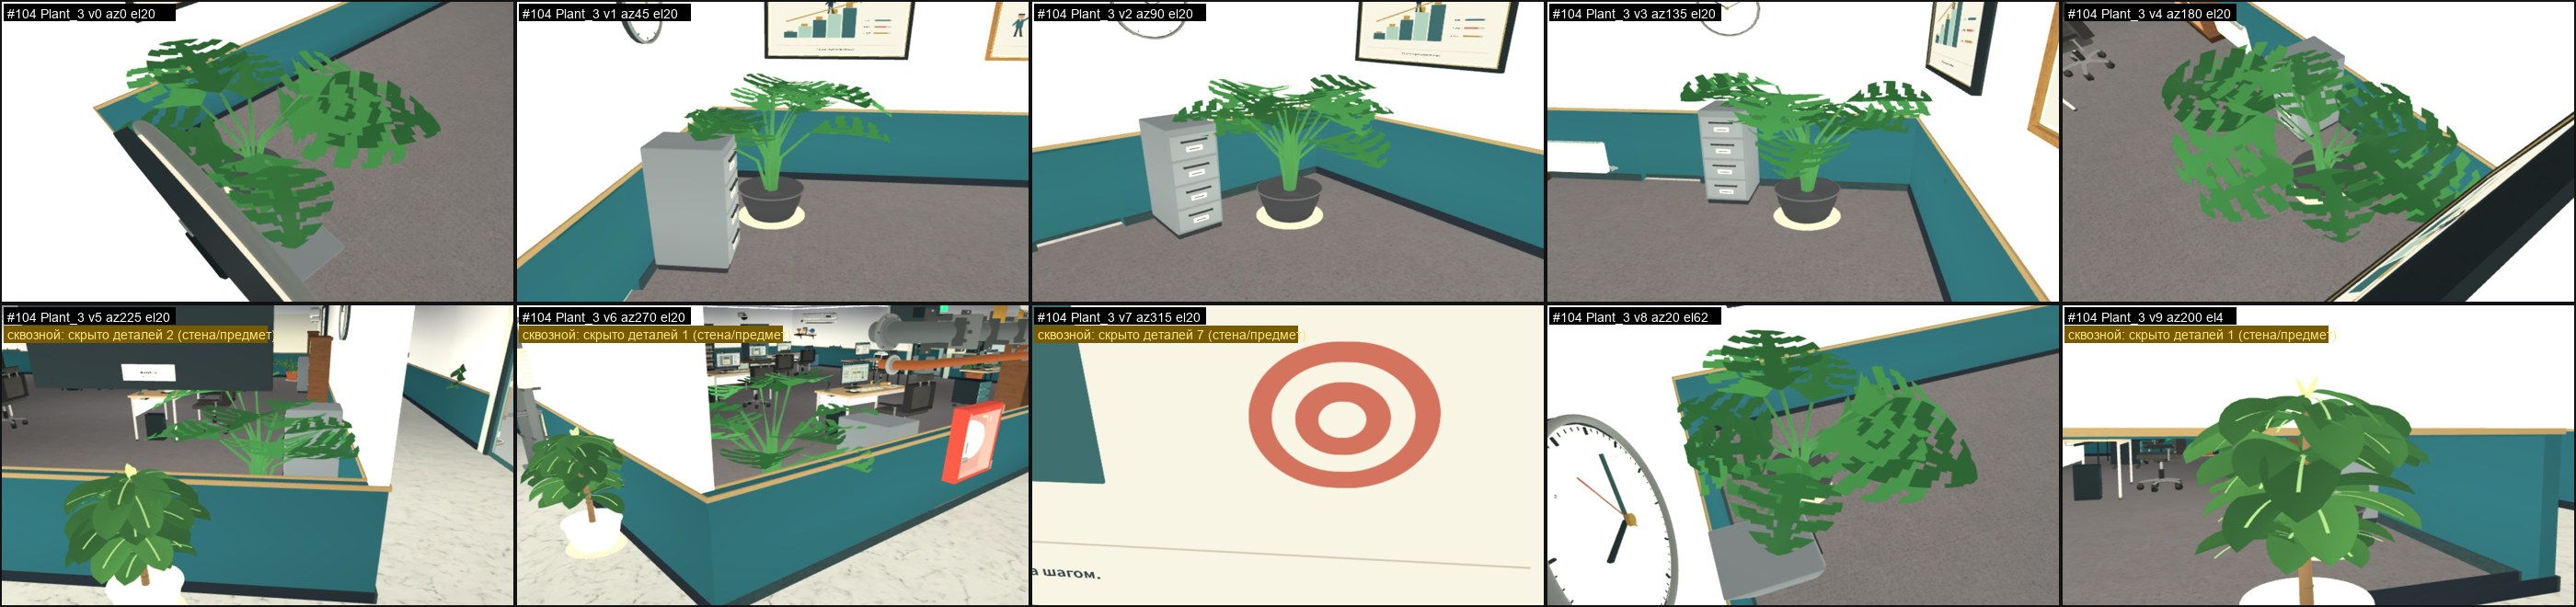 #104 Plant_3 v0 az0 el20
#104 Plant_3 v1 az45 el20
#104 Plant_3 v2 az90 el20
#104 Plant_3 v3 az135 el20
#104 Plant_3 v4 az180 el20
#104 Plant_3 v5 az225 el20
сквозной: скрыто деталей 2 (стена/предмет)
#104 Plant_3 v6 az270 el20
сквозной: скрыто деталей 1 (стена/предмет
#104 Plant_3 v7 az315 el20
сквозной: скрыто деталей 7 (стена/предмет)
а шагом.
#104 Plant_3 v8 az20 el62
#104 Plant_3 v9 az200 el4
сквозной: скрыто деталей 1 (стена/предмет)